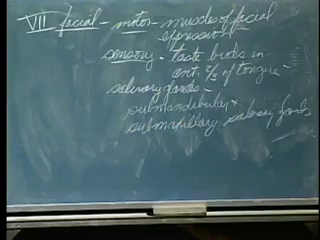 VII facial - motor - muscles of facial
expression
sensory - taste buds in
ant. 2/3 of tongue -
salivary glands -
submandibular &
submaxillary salivary glands